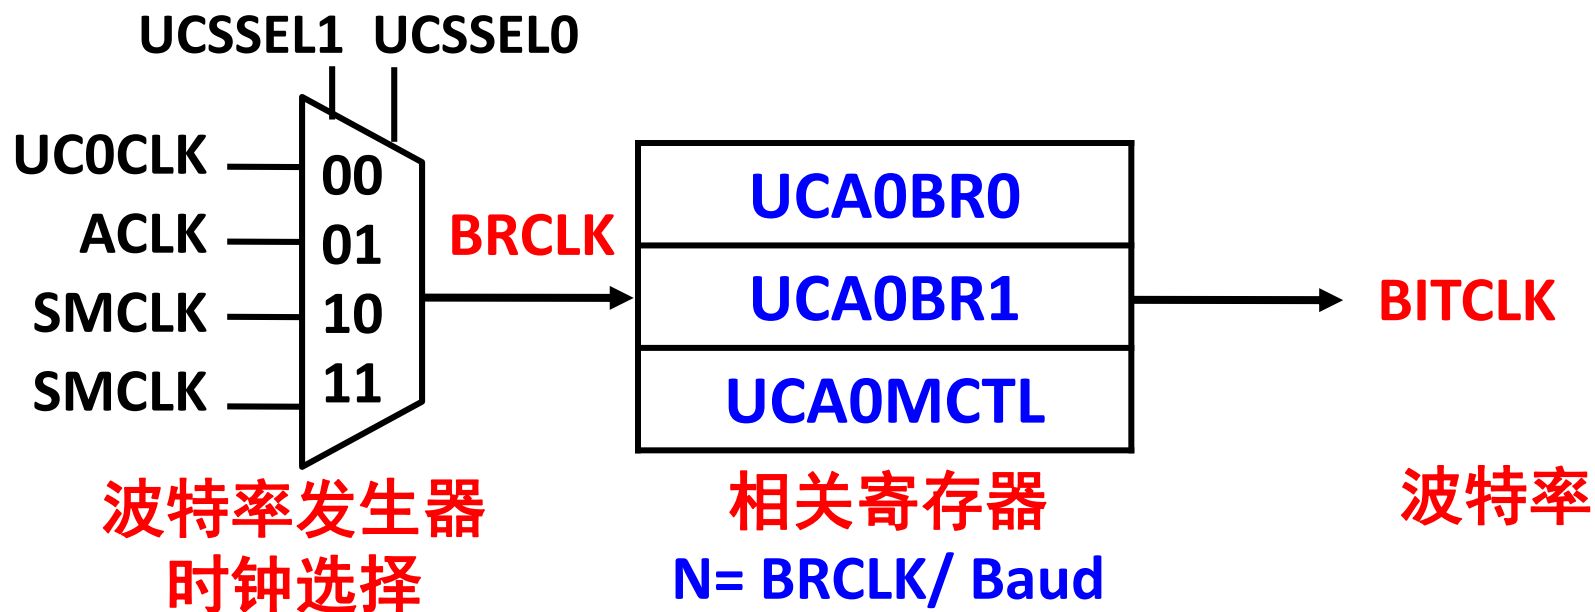 UCSSEL1 UCSSEL0
UC0CLK
ACLK
SMCLK
SMCLK
00
01
10
11
BRCLK
UCA0BR0
UCA0BR1
UCA0MCTL
BITCLK
波特率发生器
时钟选择
相关寄存器
N= BRCLK/ Baud
波特率